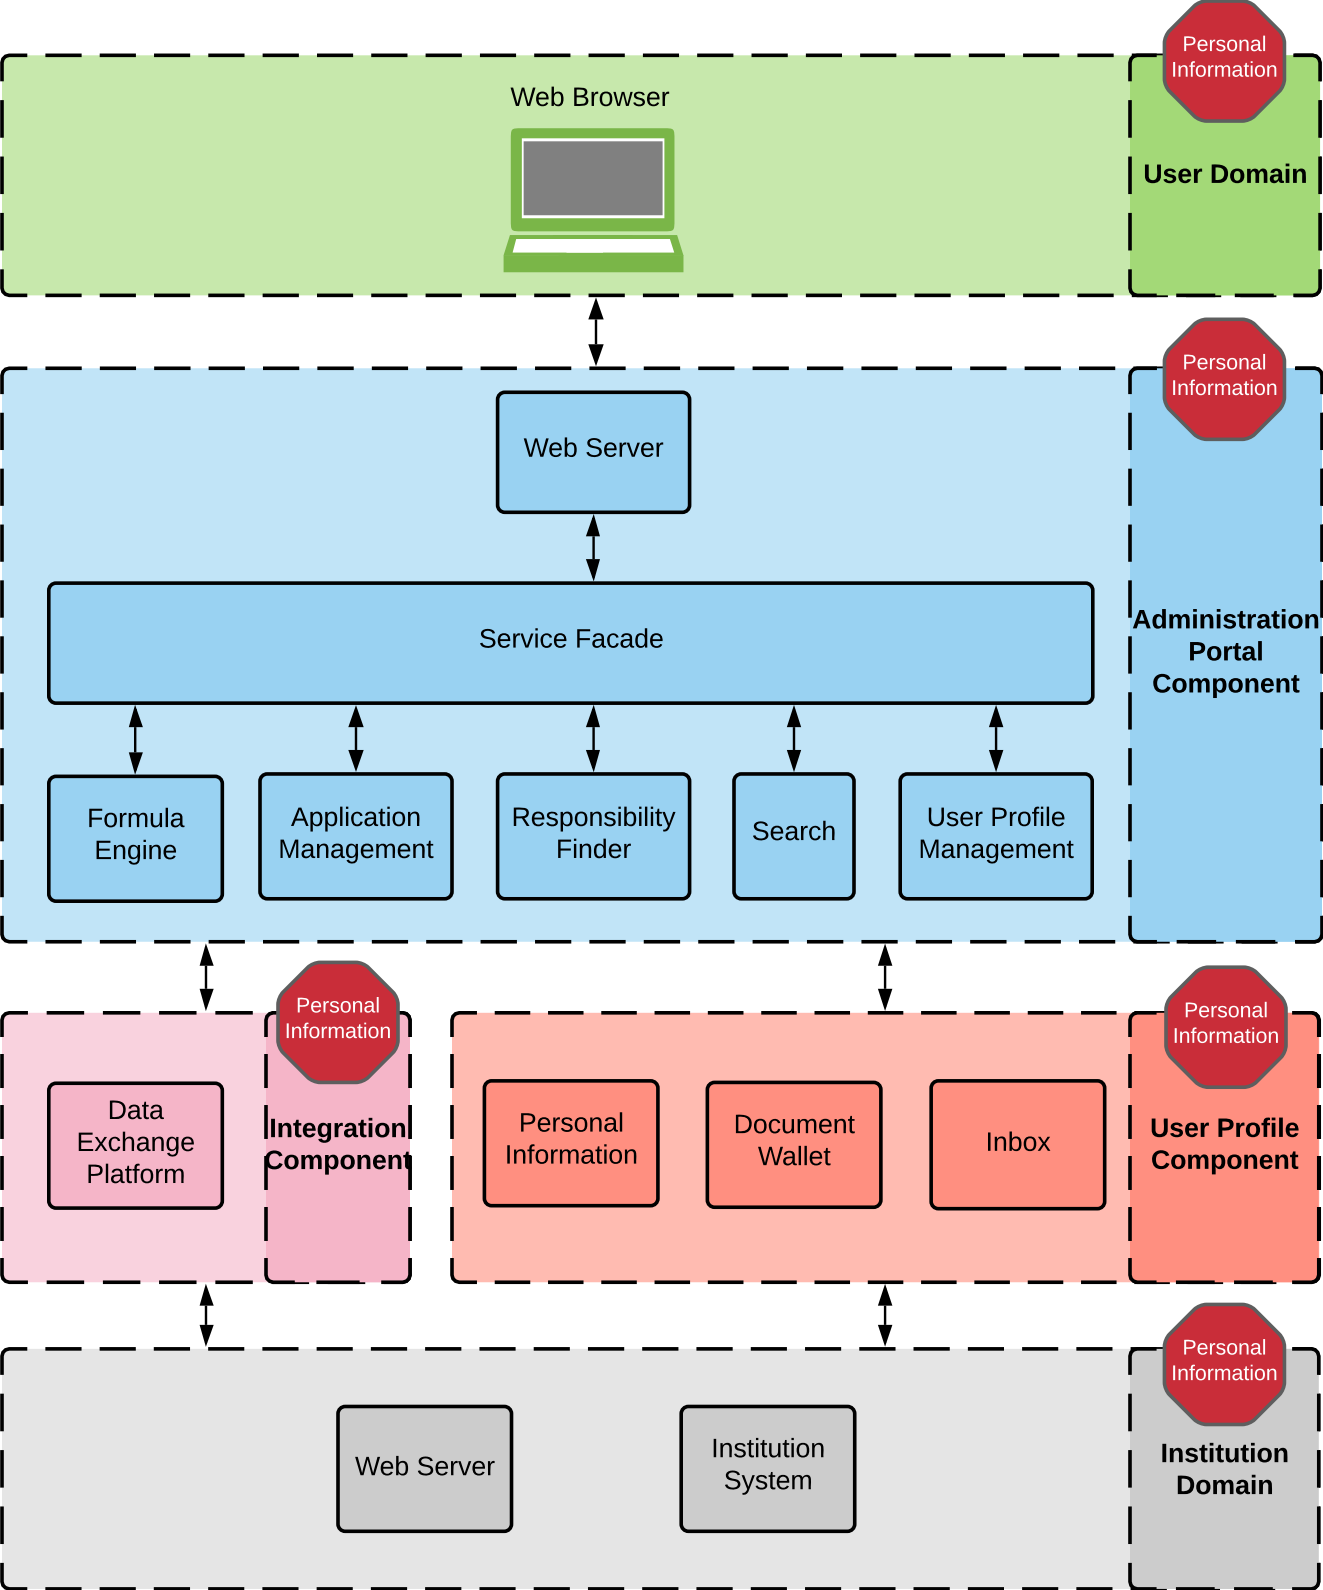 Personal
Information
Web Browser
User Domain
Personal
Information
Web Server
Service Facade
Administration
Portal
Component
Formula
Engine
Application
Management
Responsibility
Finder
Search
User Profile
Management
Personal
Information
Data
Exchange
Platform
Integration
Component
Personal
Information
Personal
Information
Document
Wallet
Inbox
User Profile
Component
Personal
Information
Web Server
Institution
System
Institution
Domain